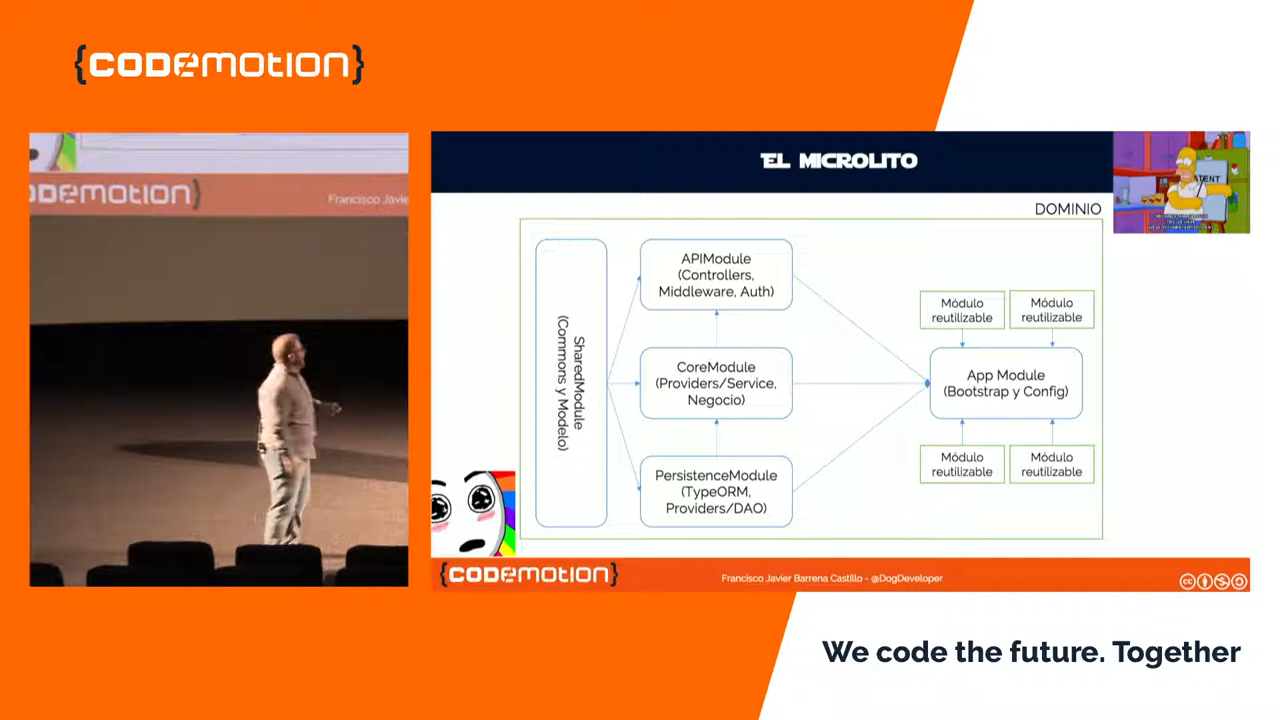 {CODEMOTION}
CODEMOTION}
Francisco Javie
EL MICROLITO
DOMINIO
SharedModule
(Commons y Modelo)
APIModule
(Controllers,
Middleware, Auth)
CoreModule
(Providers/Service,
Negocio)
PersistenceModule
(TypeORM,
Providers/DAO)
Módulo
reutilizable
Módulo
reutilizable
App Module
(Bootstrap y Config)
Módulo
reutilizable
Módulo
reutilizable
{CODEMOTION}
Francisco Javier Barrena Castillo - @DogDeveloper
We code the future. Together